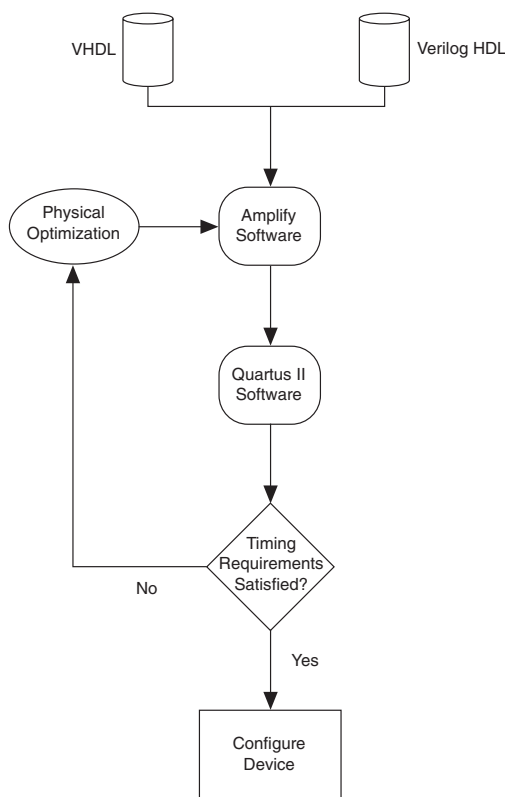 VHDL
Verilog HDL
Physical
Optimization
Amplify
Software
Quartus II
Software
Timing
Requirements
Satisfied?
No
Yes
Configure
Device